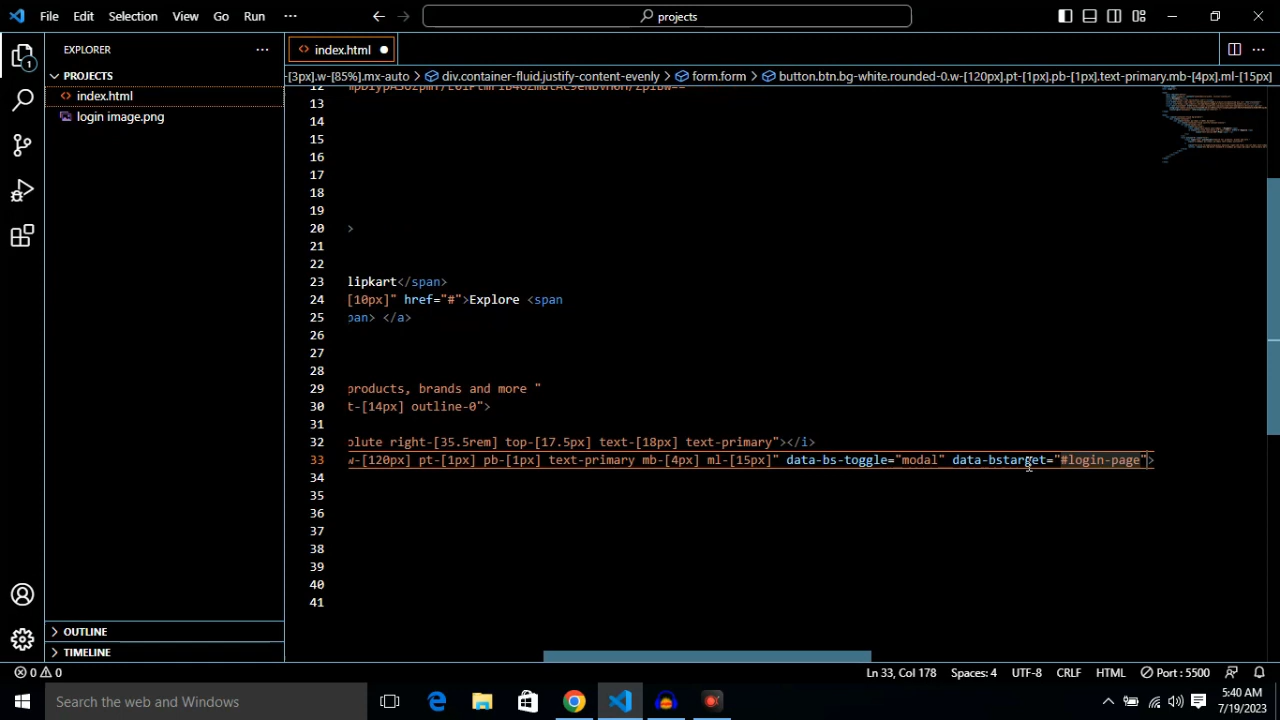 File Edit Selection View Go Run ···
projects
EXPLORER
index.html
-[3px].w-[85%].mx-auto > div.container-fluid.justify-content-evenly > form.form > button.btn.bg-white.rounded-0.w-[120px].pt-[1px].pb-[1px].text-primary.mb-[4px].ml-[15px]
PROJECTS
index.html
login image.png
12
13
14
15
16
17
18
19
20 >
21
22
23 lipkart</span>
24 [10px]" href="#">Explore <span
25 pan> </a>
26
27
28
29 products, brands and more "
30 t-[14px] outline-0">
31
32 olute right-[35.5rem] top-[17.5px] text-[18px] text-primary"></i>
33 w-[120px] pt-[1px] pb-[1px] text-primary mb-[4px] ml-[15px]" data-bs-toggle="modal" data-bstarget="#login-page">
34
35
36
37
38
39
40
41
OUTLINE
TIMELINE
0 0
Ln 33, Col 178 Spaces: 4 UTF-8 CRLF HTML Port : 5500
Search the web and Windows
5:40 AM
7/19/2023